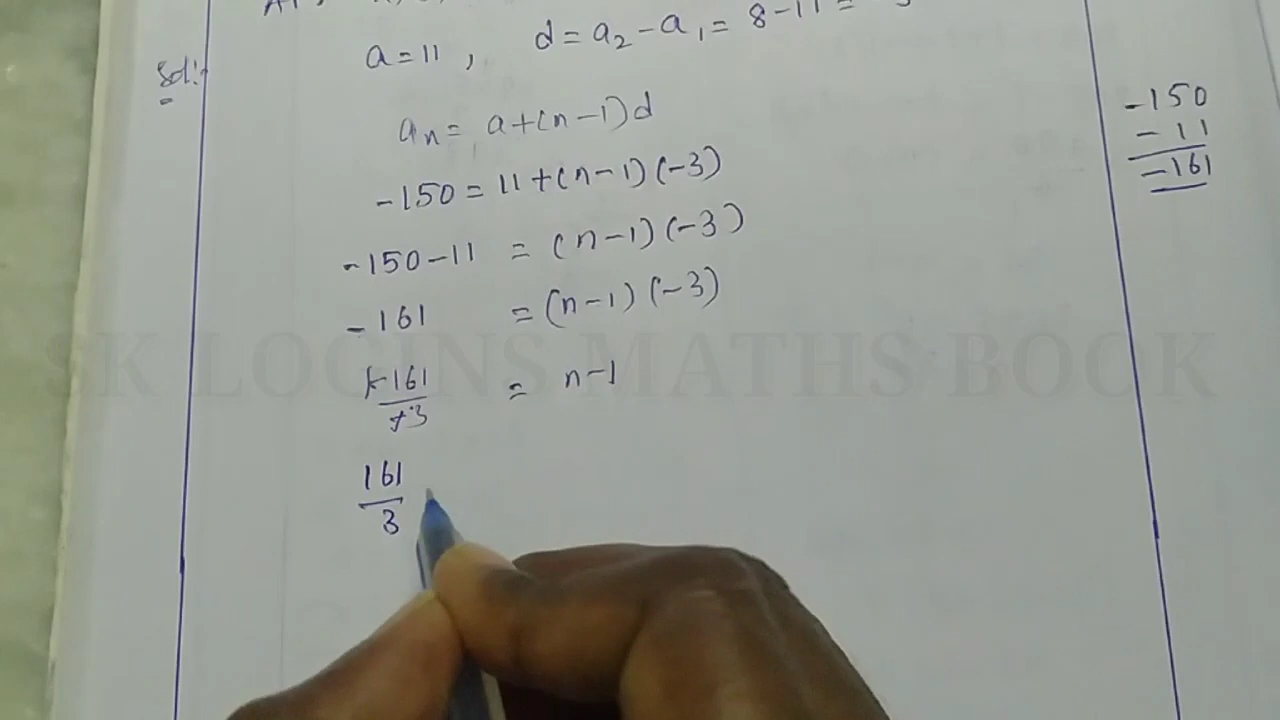 a = 11 , d = a₂ - a₁ = 8 - 11 =
Sol:-
aₙ = a + (n - 1) d
-150 = 11 + (n - 1) (-3)
-150 - 11 = (n - 1) (-3)
-161 = (n - 1) (-3)
-161/-3 = n - 1
161/3
-150
- 11
-161
SK LOGINS MATHS BOCK